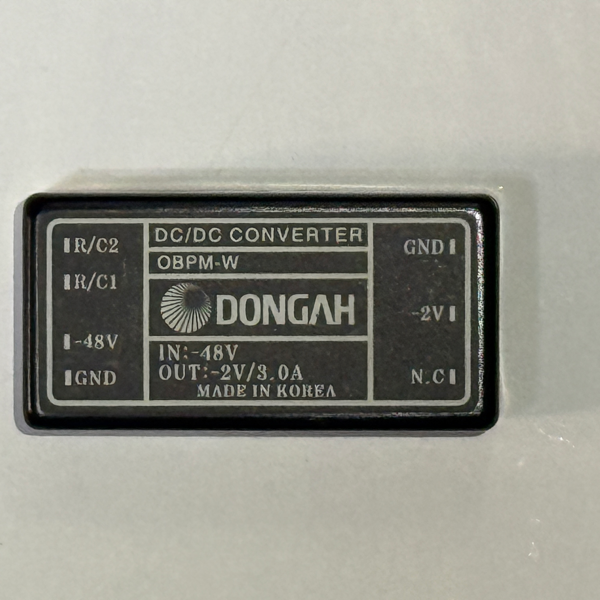 R/C2
R/C1
-48V
GND
DC/DC CONVERTER
OBPM-W
DONGAH
IN:-48V
OUT:-2V/3.0A
MADE IN KOREA
GND
-2V
N.C